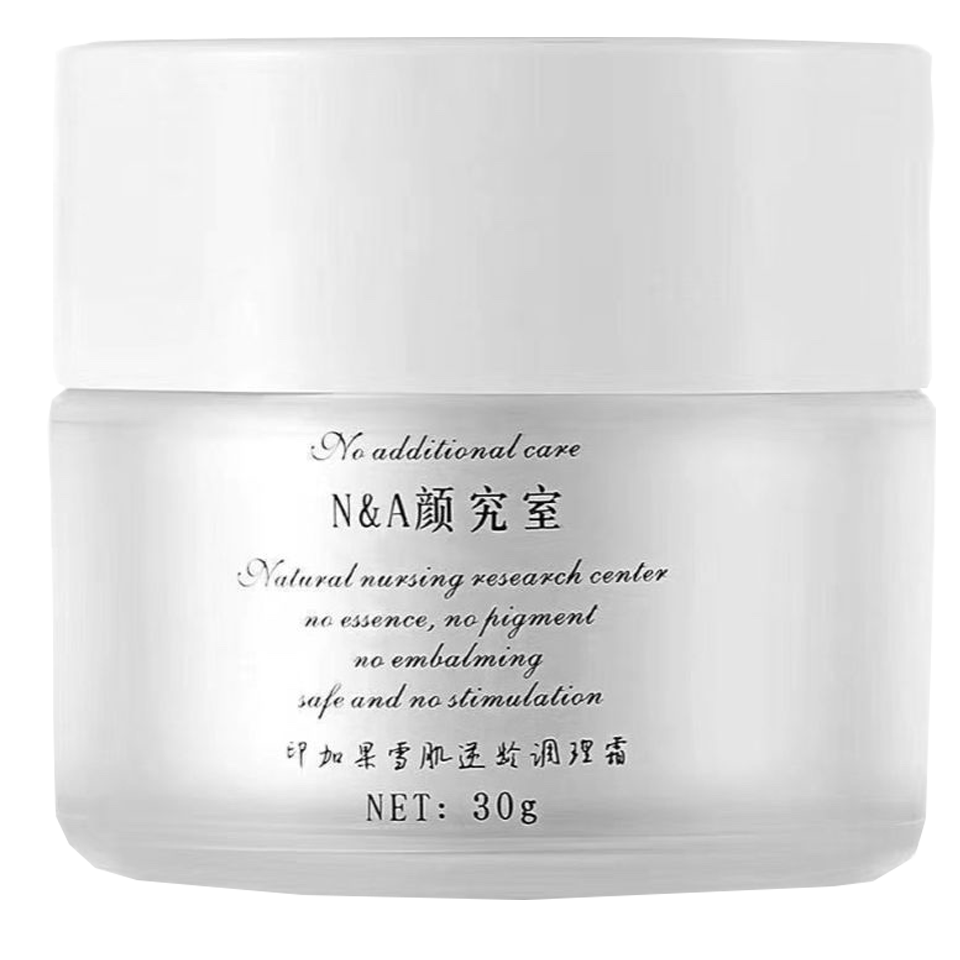 No additional care
N&A颜究室
Natural nursing research center
no essence, no pigment
no embalming
safe and no stimulation
印加果雪肌逆龄调理霜
NET: 30g